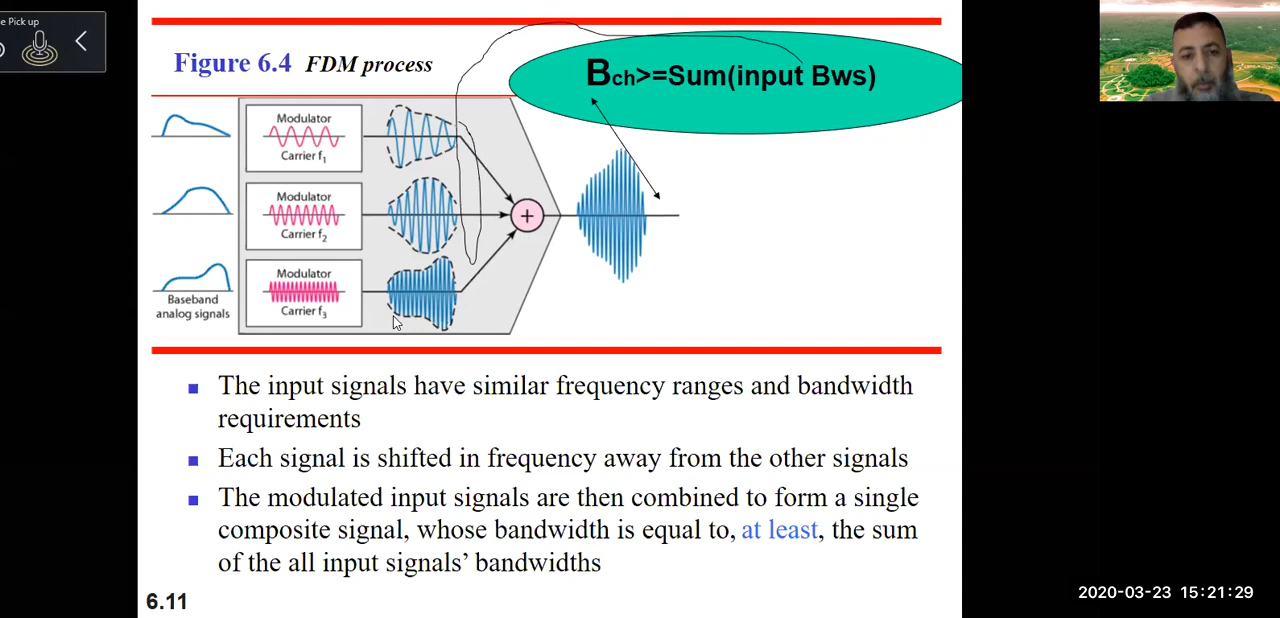 e Pick up
Figure 6.4 FDM process
Bch>=Sum(input Bws)
Modulator
Carrier f1
Modulator
Carrier f2
Modulator
Carrier f3
Baseband
analog signals
+
The input signals have similar frequency ranges and bandwidth
requirements
Each signal is shifted in frequency away from the other signals
The modulated input signals are then combined to form a single
composite signal, whose bandwidth is equal to, at least, the sum
of the all input signals’ bandwidths
6.11
2020-03-23 15:21:29